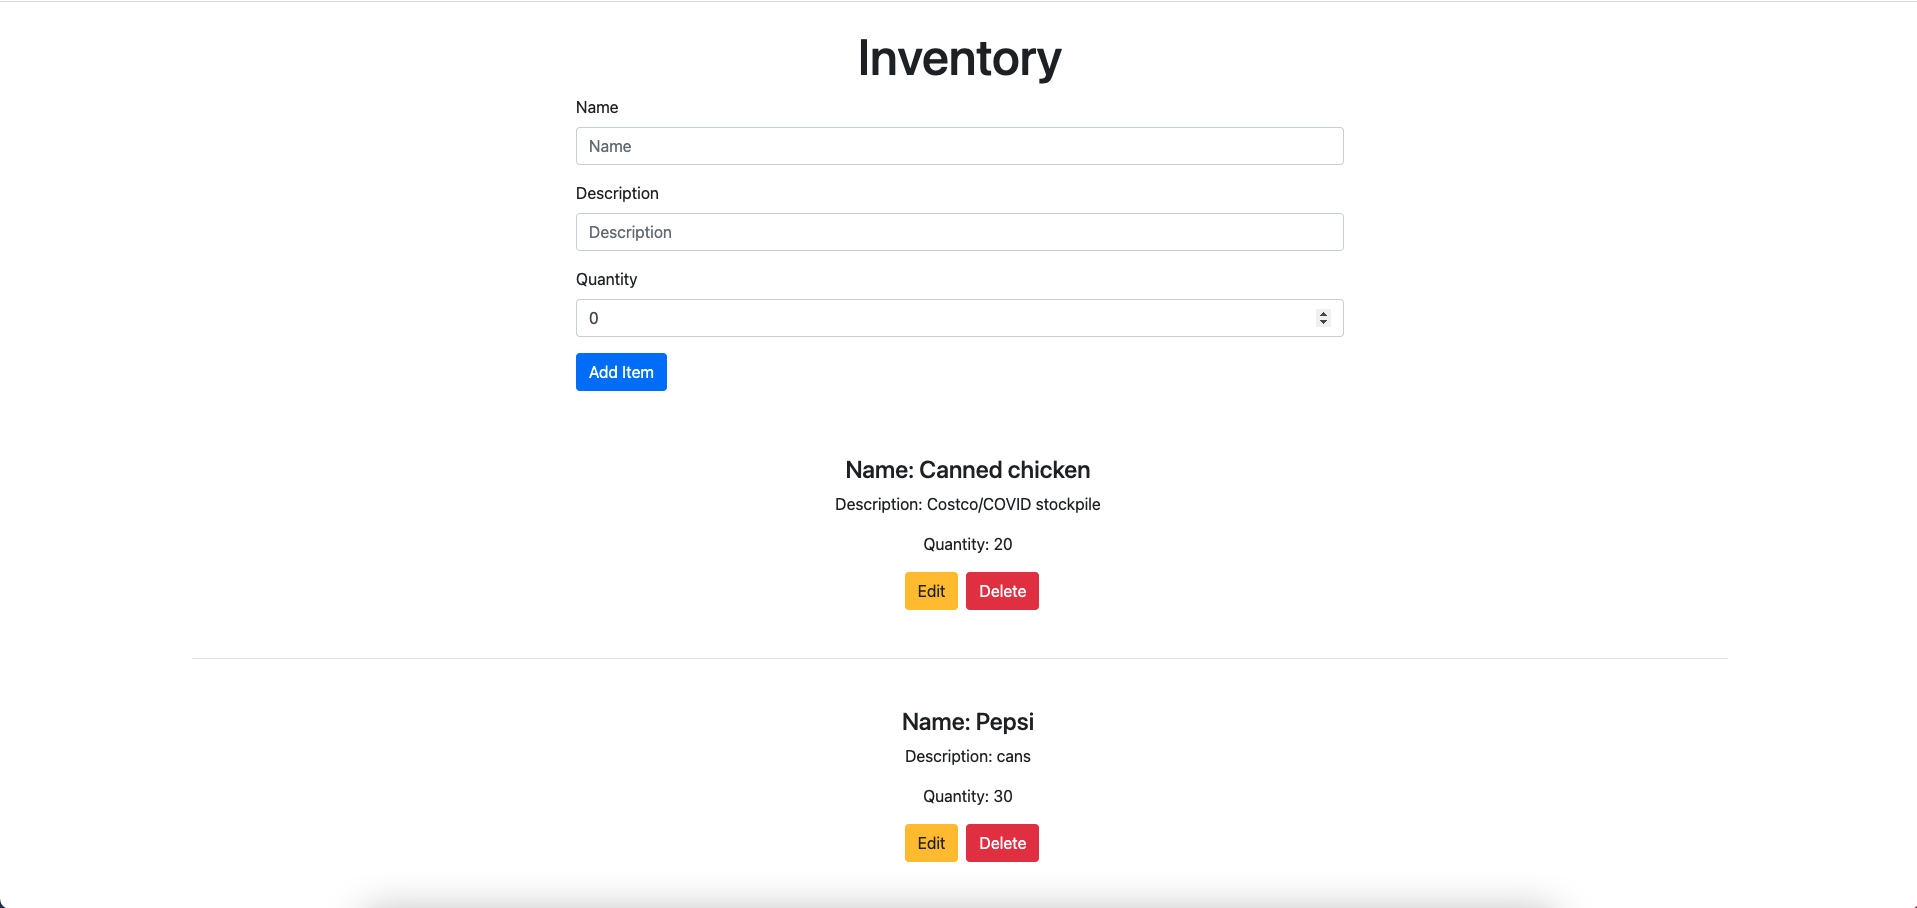 Inventory
Name
Name
Description
Description
Quantity
0
Add Item
Name: Canned chicken
Description: Costco/COVID stockpile
Quantity: 20
Edit Delete
Name: Pepsi
Description: cans
Quantity: 30
Edit Delete